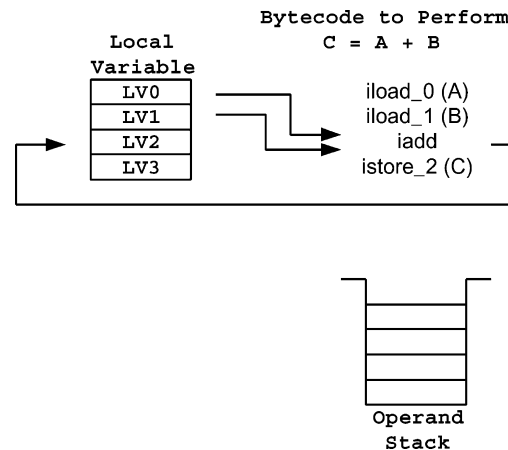 Bytecode to Perform
C = A + B
Local
Variable
LV0
LV1
LV2
LV3
iload_0 (A)
iload_1 (B)
iadd
istore_2 (C)
Operand
Stack